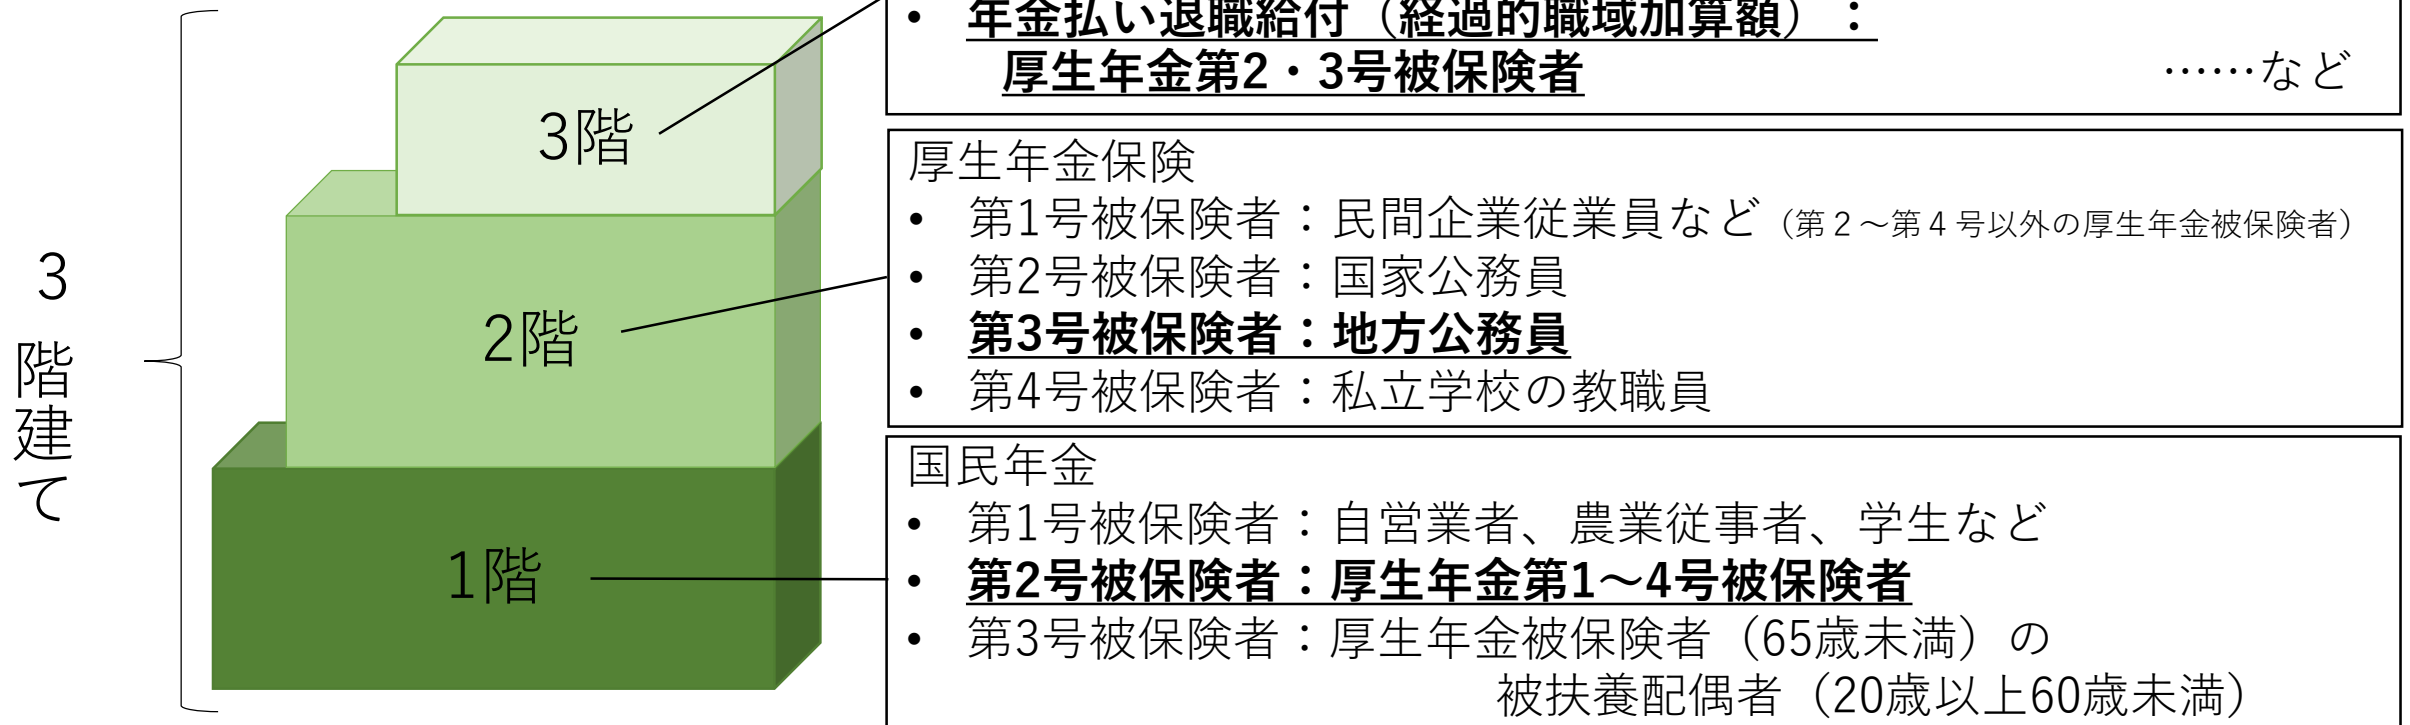 3階建て
3階
2階
1階
• 年金払い退職給付（経過的職域加算額）：
厚生年金第2・3号被保険者 ……など
厚生年金保険
• 第1号被保険者：民間企業従業員など（第２～第４号以外の厚生年金被保険者）
• 第2号被保険者：国家公務員
• 第3号被保険者：地方公務員
• 第4号被保険者：私立学校の教職員
国民年金
• 第1号被保険者：自営業者、農業従事者、学生など
• 第2号被保険者：厚生年金第1～4号被保険者
• 第3号被保険者：厚生年金被保険者（65歳未満）の
被扶養配偶者（20歳以上60歳未満）